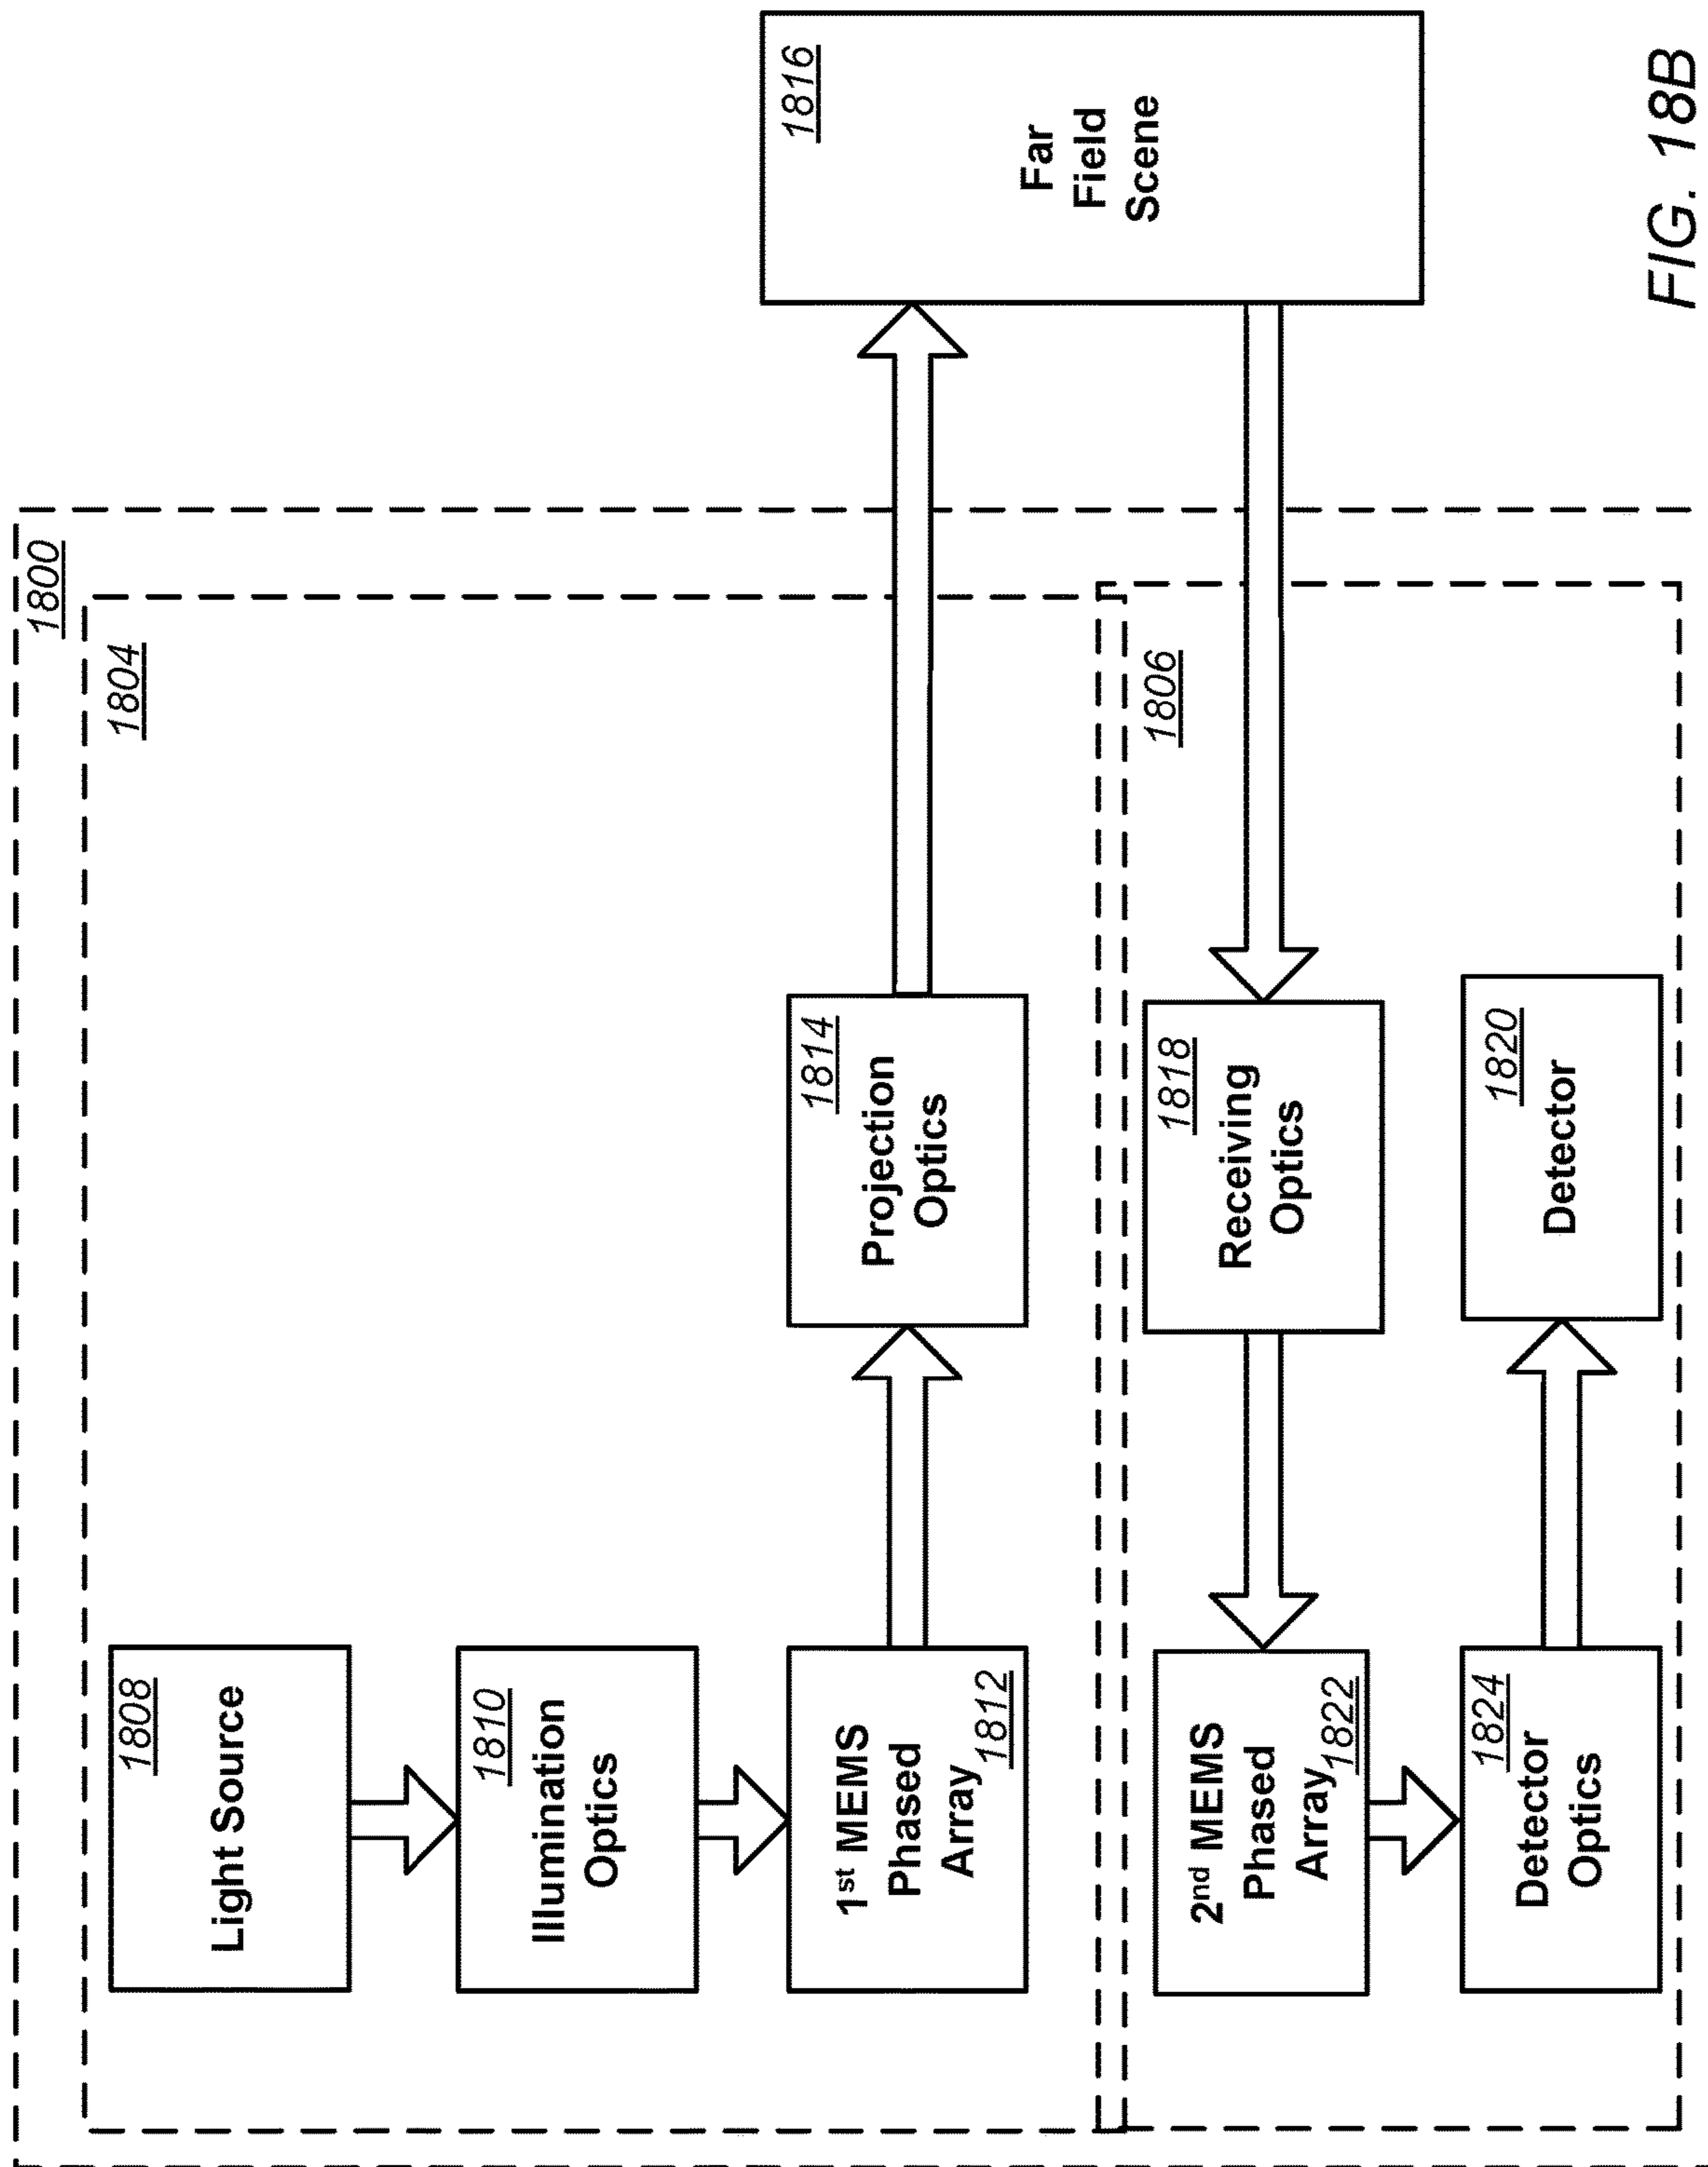 1800
1804
1808
Light Source
1810
Illumination
Optics
1st MEMS
Phased
Array
1812
1814
Projection
Optics
1816
Far
Field
Scene
1806
1818
Receiving
Optics
2nd MEMS
Phased
Array
1822
1824
Detector
Optics
1820
Detector
FIG. 18B